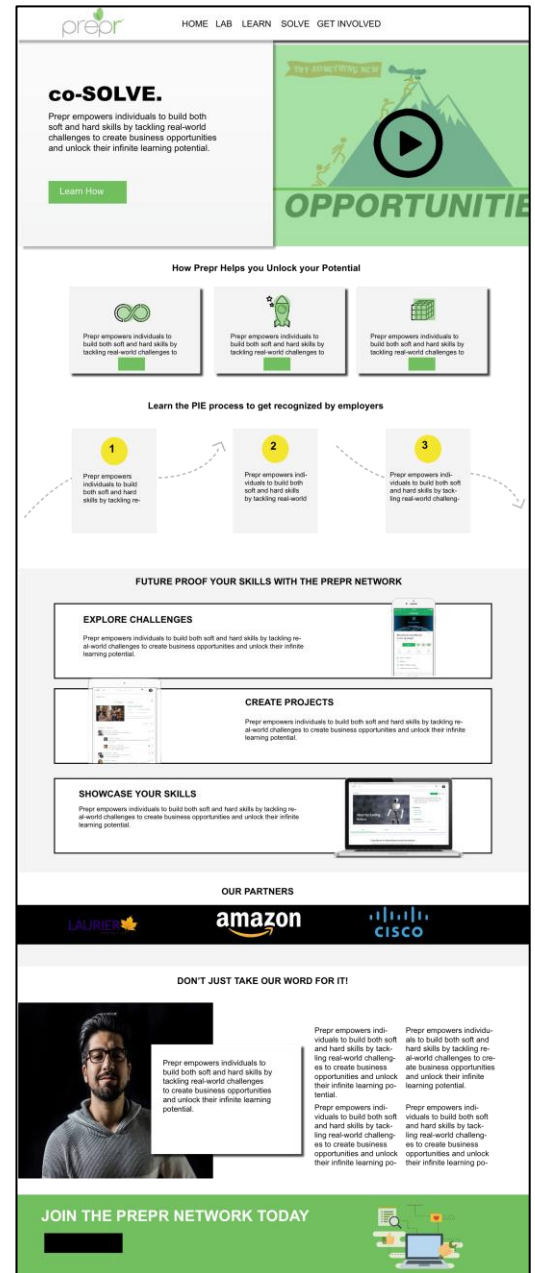 prepr
HOME LAB LEARN SOLVE GET INVOLVED
co-SOLVE.
Prepr empowers individuals to build both
soft and hard skills by tackling real-world
challenges to create business opportunities
and unlock their infinite learning potential.
Learn How
TRY SOMETHING NEW
OPPORTUNITIE
How Prepr Helps you Unlock your Potential
Prepr empowers individuals to
build both soft and hard skills by
tackling real-world challenges to
Prepr empowers individuals to
build both soft and hard skills by
tackling real-world challenges to
Prepr empowers individuals to
build both soft and hard skills by
tackling real-world challenges to
Learn the PIE process to get recognized by employers
1
Prepr empowers
individuals to build
both soft and hard
skills by tackling re-
2
Prepr empowers indi-
viduals to build both
soft and hard skills
by tackling real-world
3
Prepr empowers indi-
viduals to build both soft
and hard skills by tack-
ling real-world challeng-
FUTURE PROOF YOUR SKILLS WITH THE PREPR NETWORK
EXPLORE CHALLENGES
Prepr empowers individuals to build both soft and hard skills by tackling re-
al-world challenges to create business opportunities and unlock their infinite
learning potential.
CREATE PROJECTS
Prepr empowers individuals to build both soft and hard skills by tackling re-
al-world challenges to create business opportunities and unlock their infinite
learning potential.
SHOWCASE YOUR SKILLS
Prepr empowers individuals to build both soft and hard skills by tackling re-
al-world challenges to create business opportunities and unlock their infinite
learning potential.
OUR PARTNERS
LAURIER
amazon
CISCO
DON'T JUST TAKE OUR WORD FOR IT!
Prepr empowers individuals to
build both soft and hard skills by
tackling real-world challenges
to create business opportunities
and unlock their infinite learning
potential.
Prepr empowers indi-
viduals to build both soft
and hard skills by tack-
ling real-world challeng-
es to create business
opportunities and unlock
their infinite learning po-
tential.
Prepr empowers indi-
viduals to build both soft
and hard skills by tack-
ling real-world challeng-
es to create business
opportunities and unlock
their infinite learning po-
Prepr empowers individu-
als to build both soft and
hard skills by tackling re-
al-world challenges to cre-
ate business opportunities
and unlock their infinite
learning potential.
Prepr empowers indi-
viduals to build both soft
and hard skills by tack-
ling real-world challeng-
es to create business
opportunities and unlock
their infinite learning po-
JOIN THE PREPR NETWORK TODAY